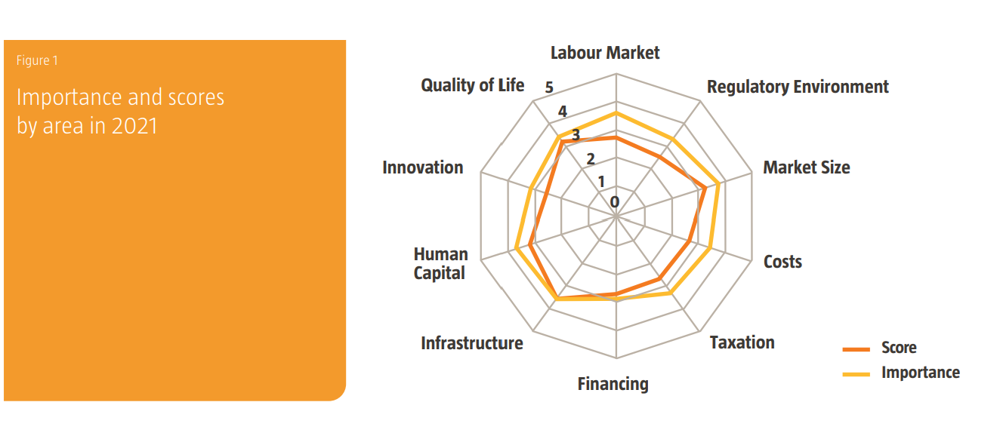 Figure 1
Importance and scores
by area in 2021
Labour Market
Quality of Life
5
Regulatory Environment
4
3
Innovation
2
Market Size
1
0
Human
Capital
Costs
Infrastructure
Taxation
Financing
Score
Importance